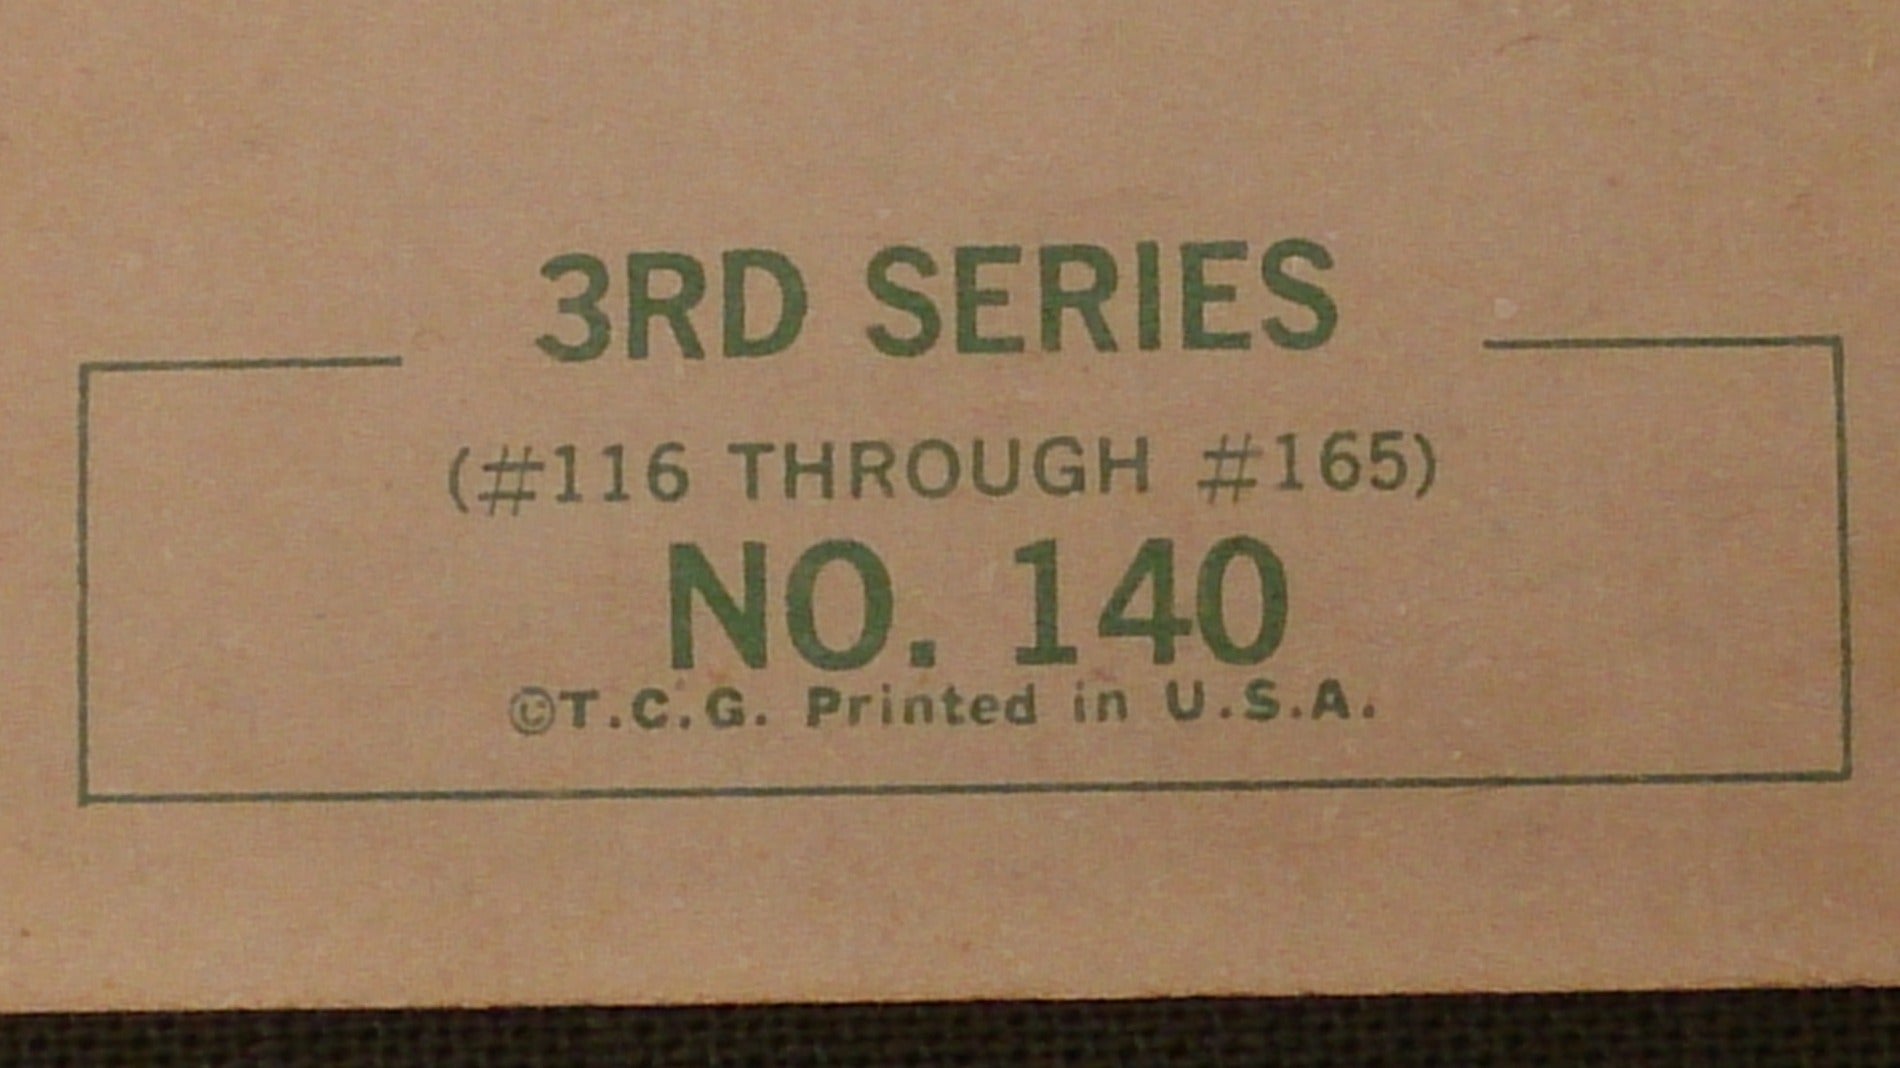 3RD SERIES
(#116 THROUGH #165)
NO. 140
©T.C.G. Printed in U.S.A.